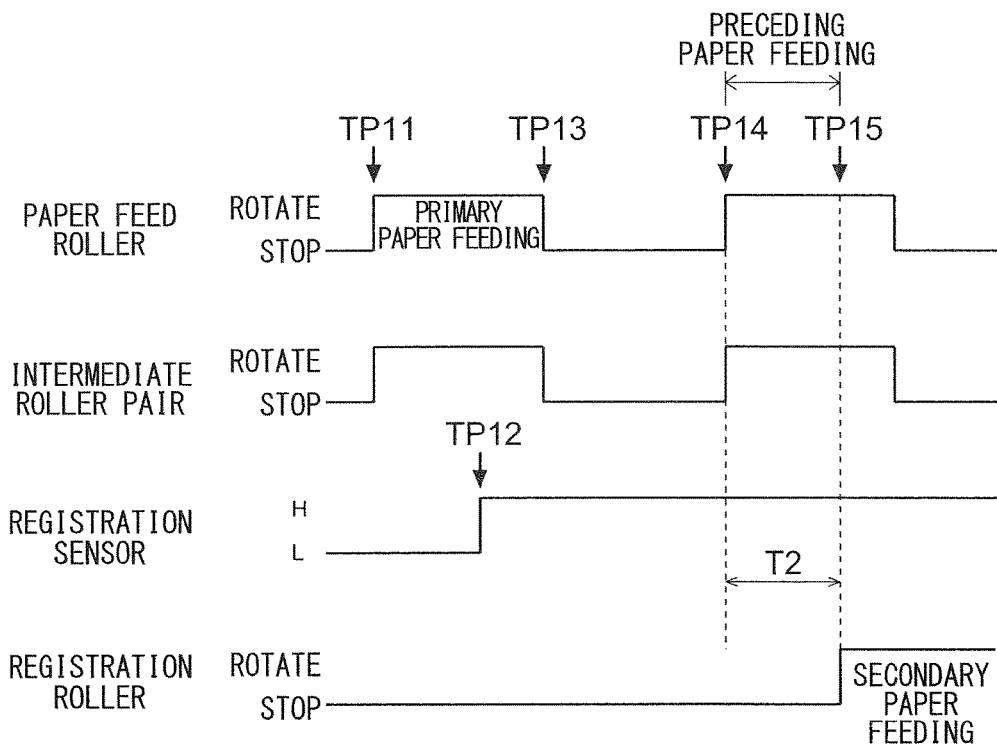 PRECEDING
PAPER FEEDING
TP11
TP13
TP14
TP15
PAPER FEED
ROLLER
ROTATE
STOP
PRIMARY
PAPER FEEDING
INTERMEDIATE
ROLLER PAIR
ROTATE
STOP
TP12
REGISTRATION
SENSOR
H
L
T2
REGISTRATION
ROLLER
ROTATE
STOP
SECONDARY
PAPER
FEEDING